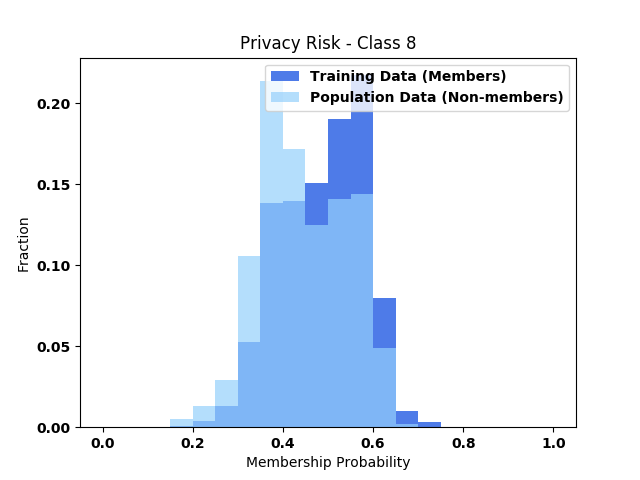 Privacy Risk - Class 8
Training Data (Members)
Population Data (Non-members)
Fraction
0.20
0.15
0.10
0.05
0.00
0.0 0.2 0.4 0.6 0.8 1.0
Membership Probability